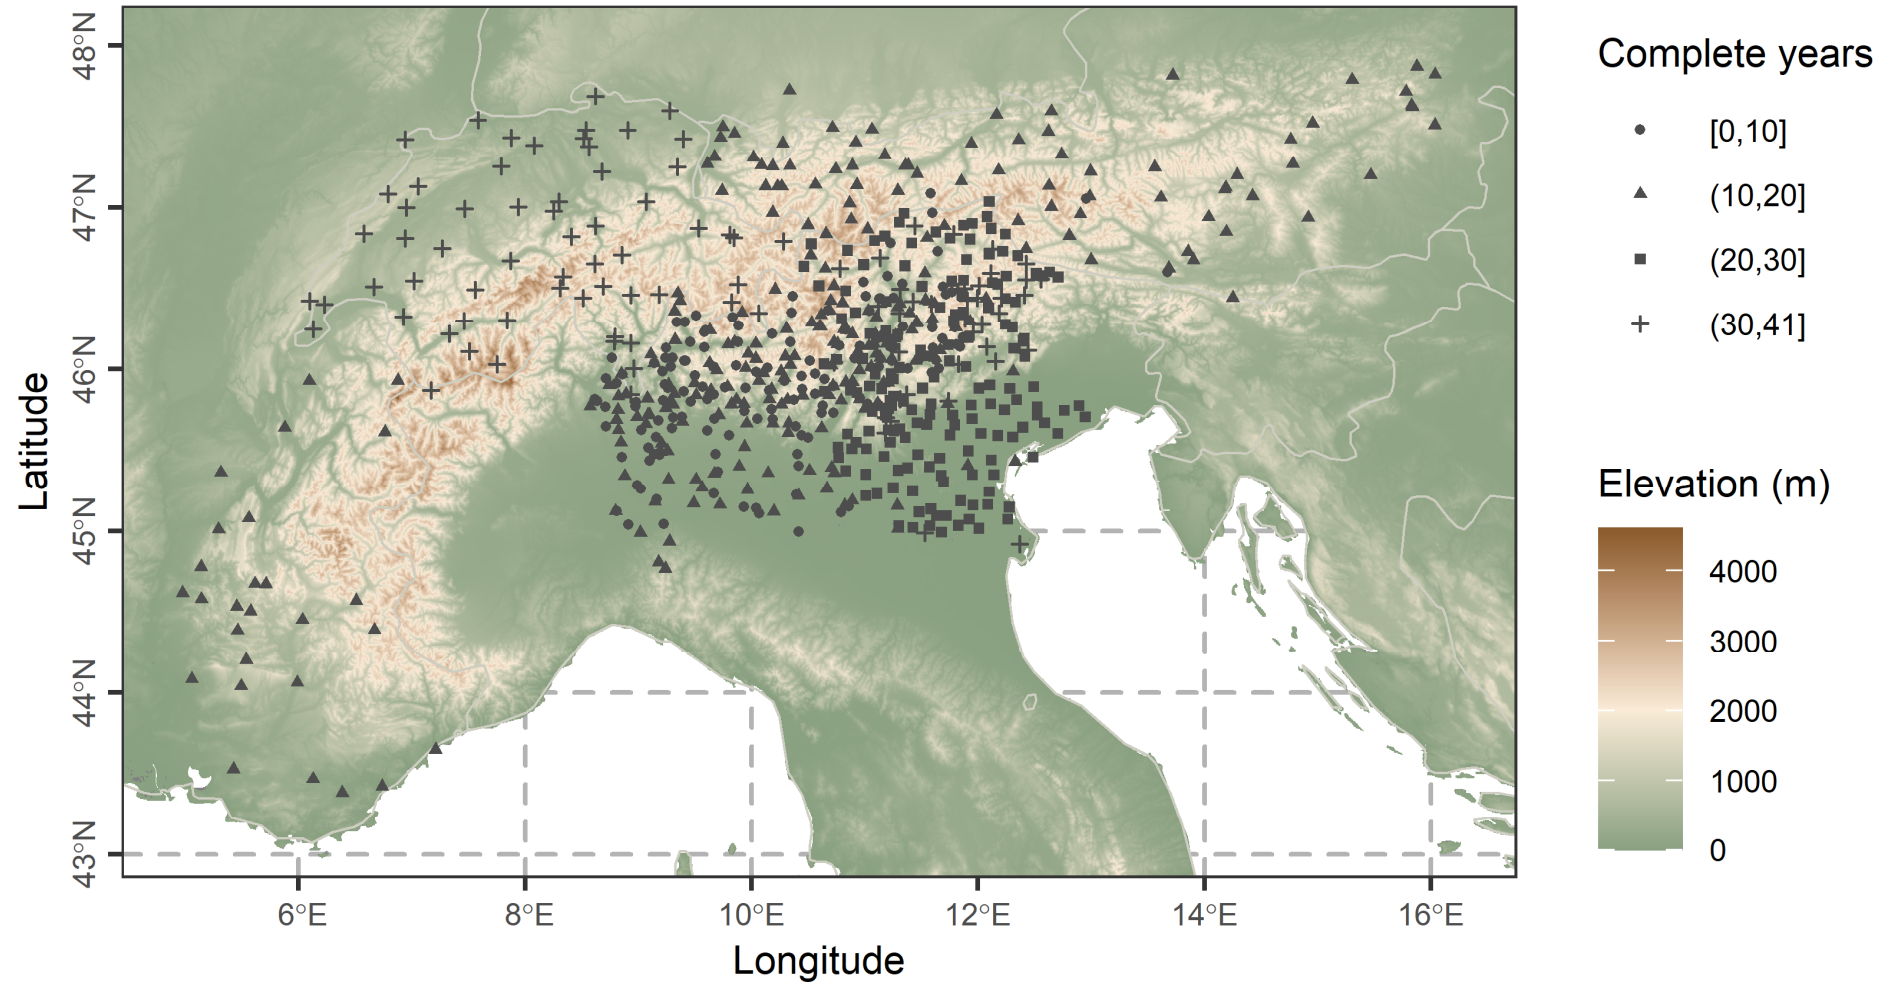 48°N
47°N
46°N
45°N
44°N
43°N
Latitude
6°E
8°E
10°E
12°E
14°E
16°E
Longitude
Complete years
[0,10]
(10,20]
(20,30]
(30,41]
Elevation (m)
4000
3000
2000
1000
0